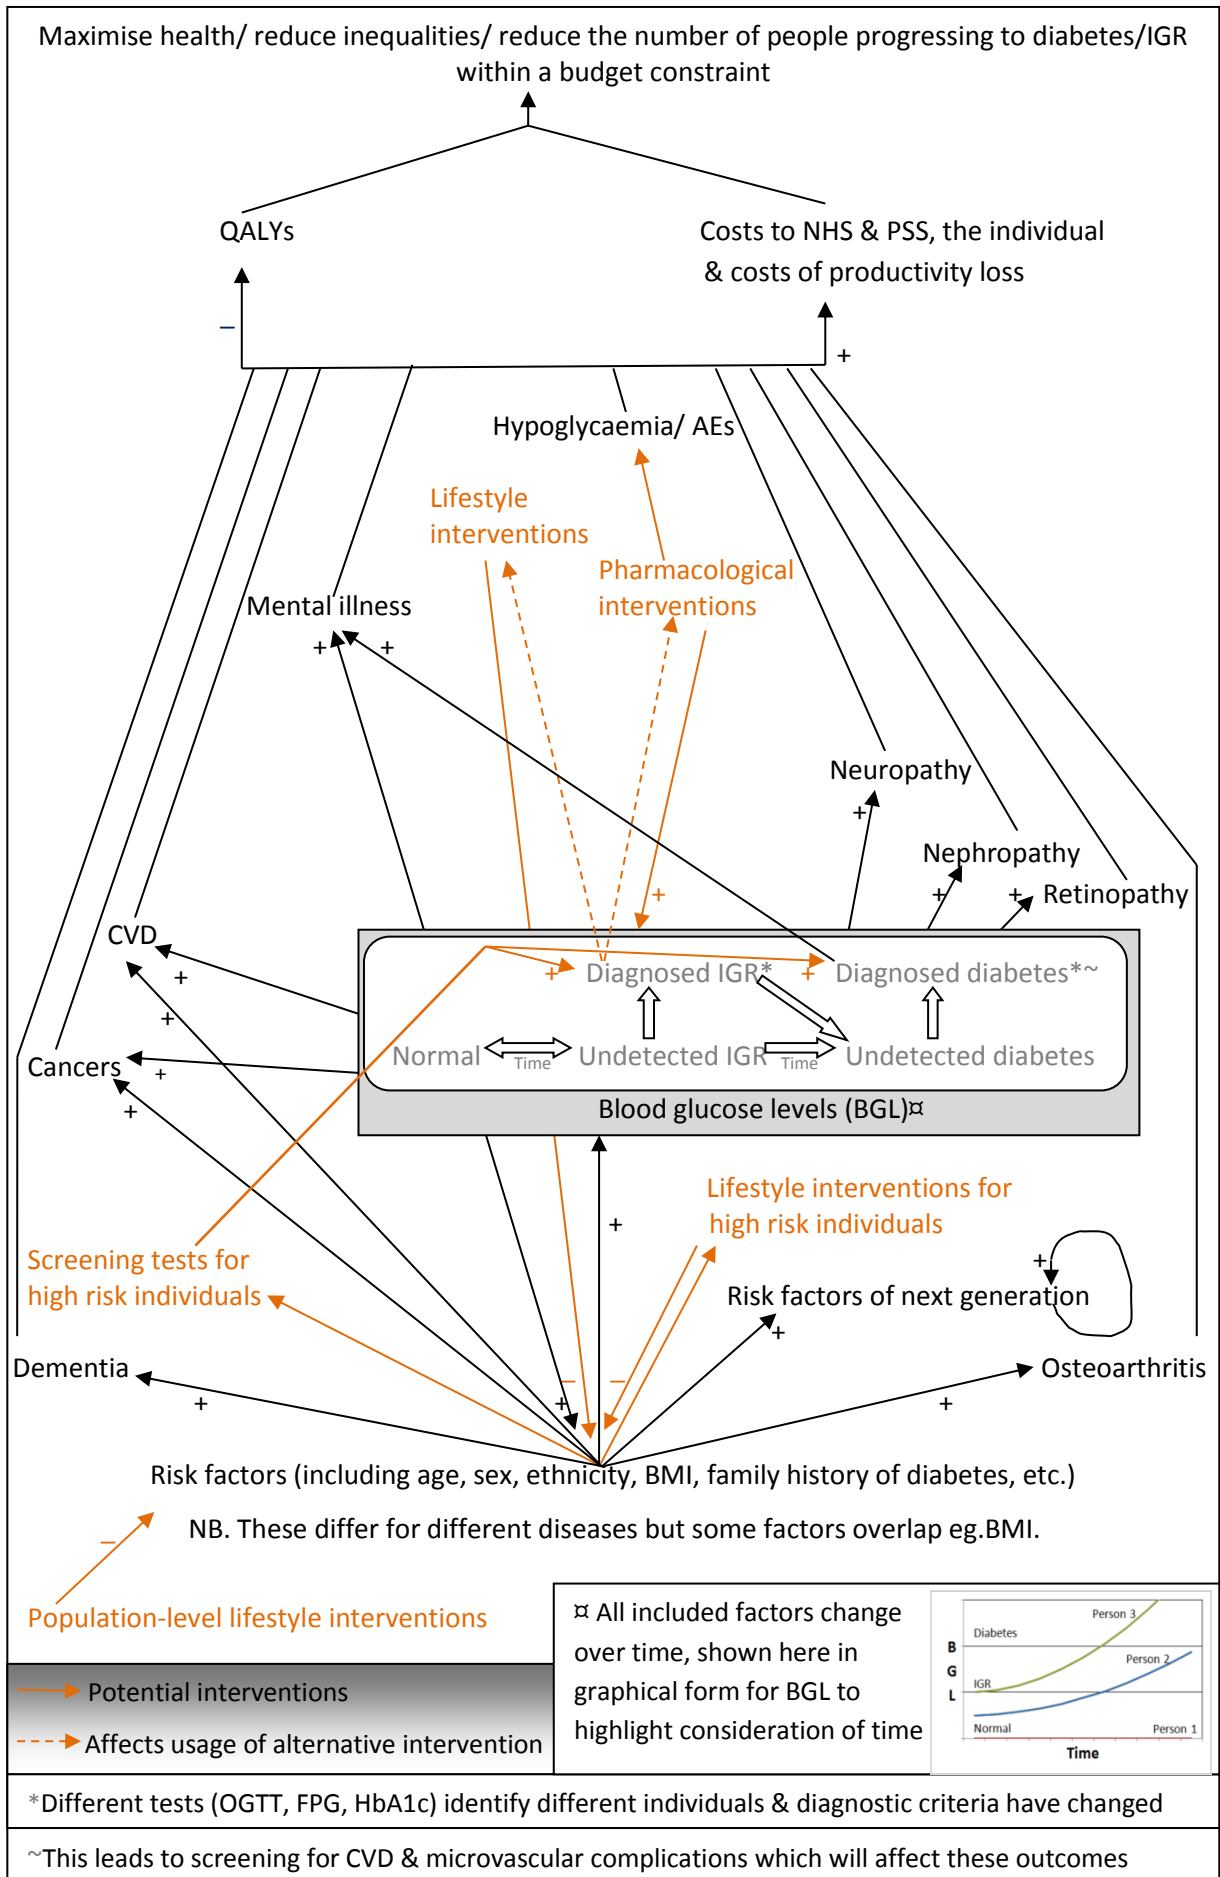 Maximise health/ reduce inequalities/ reduce the number of people progressing to diabetes/IGR
within a budget constraint
QALYs
Costs to NHS & PSS, the individual
& costs of productivity loss
–
+
Hypoglycaemia/ AEs
Lifestyle
interventions
Pharmacological
interventions
Mental illness
+ +
Neuropathy
+
Nephropathy
+
Retinopathy
+
+
CVD
+
+
Diagnosed IGR*
+
Diagnosed diabetes*~
+
Normal
Time
Undetected IGR
Time
Undetected diabetes
Cancers
+
+
Blood glucose levels (BGL)¤
Lifestyle interventions for
high risk individuals
+
Screening tests for
high risk individuals
+
Risk factors of next generation
+
Dementia
+
Osteoarthritis
+
– –
+
Risk factors (including age, sex, ethnicity, BMI, family history of diabetes, etc.)
NB. These differ for different diseases but some factors overlap eg.BMI.
–
Population-level lifestyle interventions
Potential interventions
Affects usage of alternative intervention
¤ All included factors change
over time, shown here in
graphical form for BGL to
highlight consideration of time
B
G
L
Diabetes
IGR
Normal
Person 3
Person 2
Person 1
Time
*Different tests (OGTT, FPG, HbA1c) identify different individuals & diagnostic criteria have changed
~This leads to screening for CVD & microvascular complications which will affect these outcomes